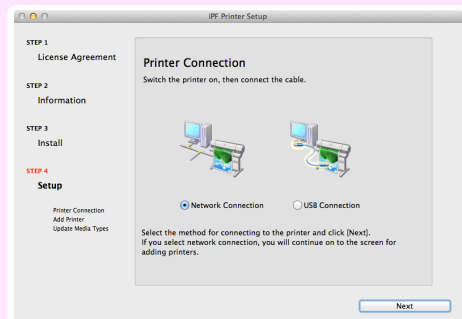 iPF Printer Setup
STEP 1
License Agreement
STEP 2
Information
STEP 3
Install
STEP 4
Setup
Printer Connection
Add Printer
Update Media Types
Printer Connection
Switch the printer on, then connect the cable.
Network Connection
USB Connection
Select the method for connecting to the printer and click [Next].
If you select network connection, you will continue on to the screen for
adding printers.
Next